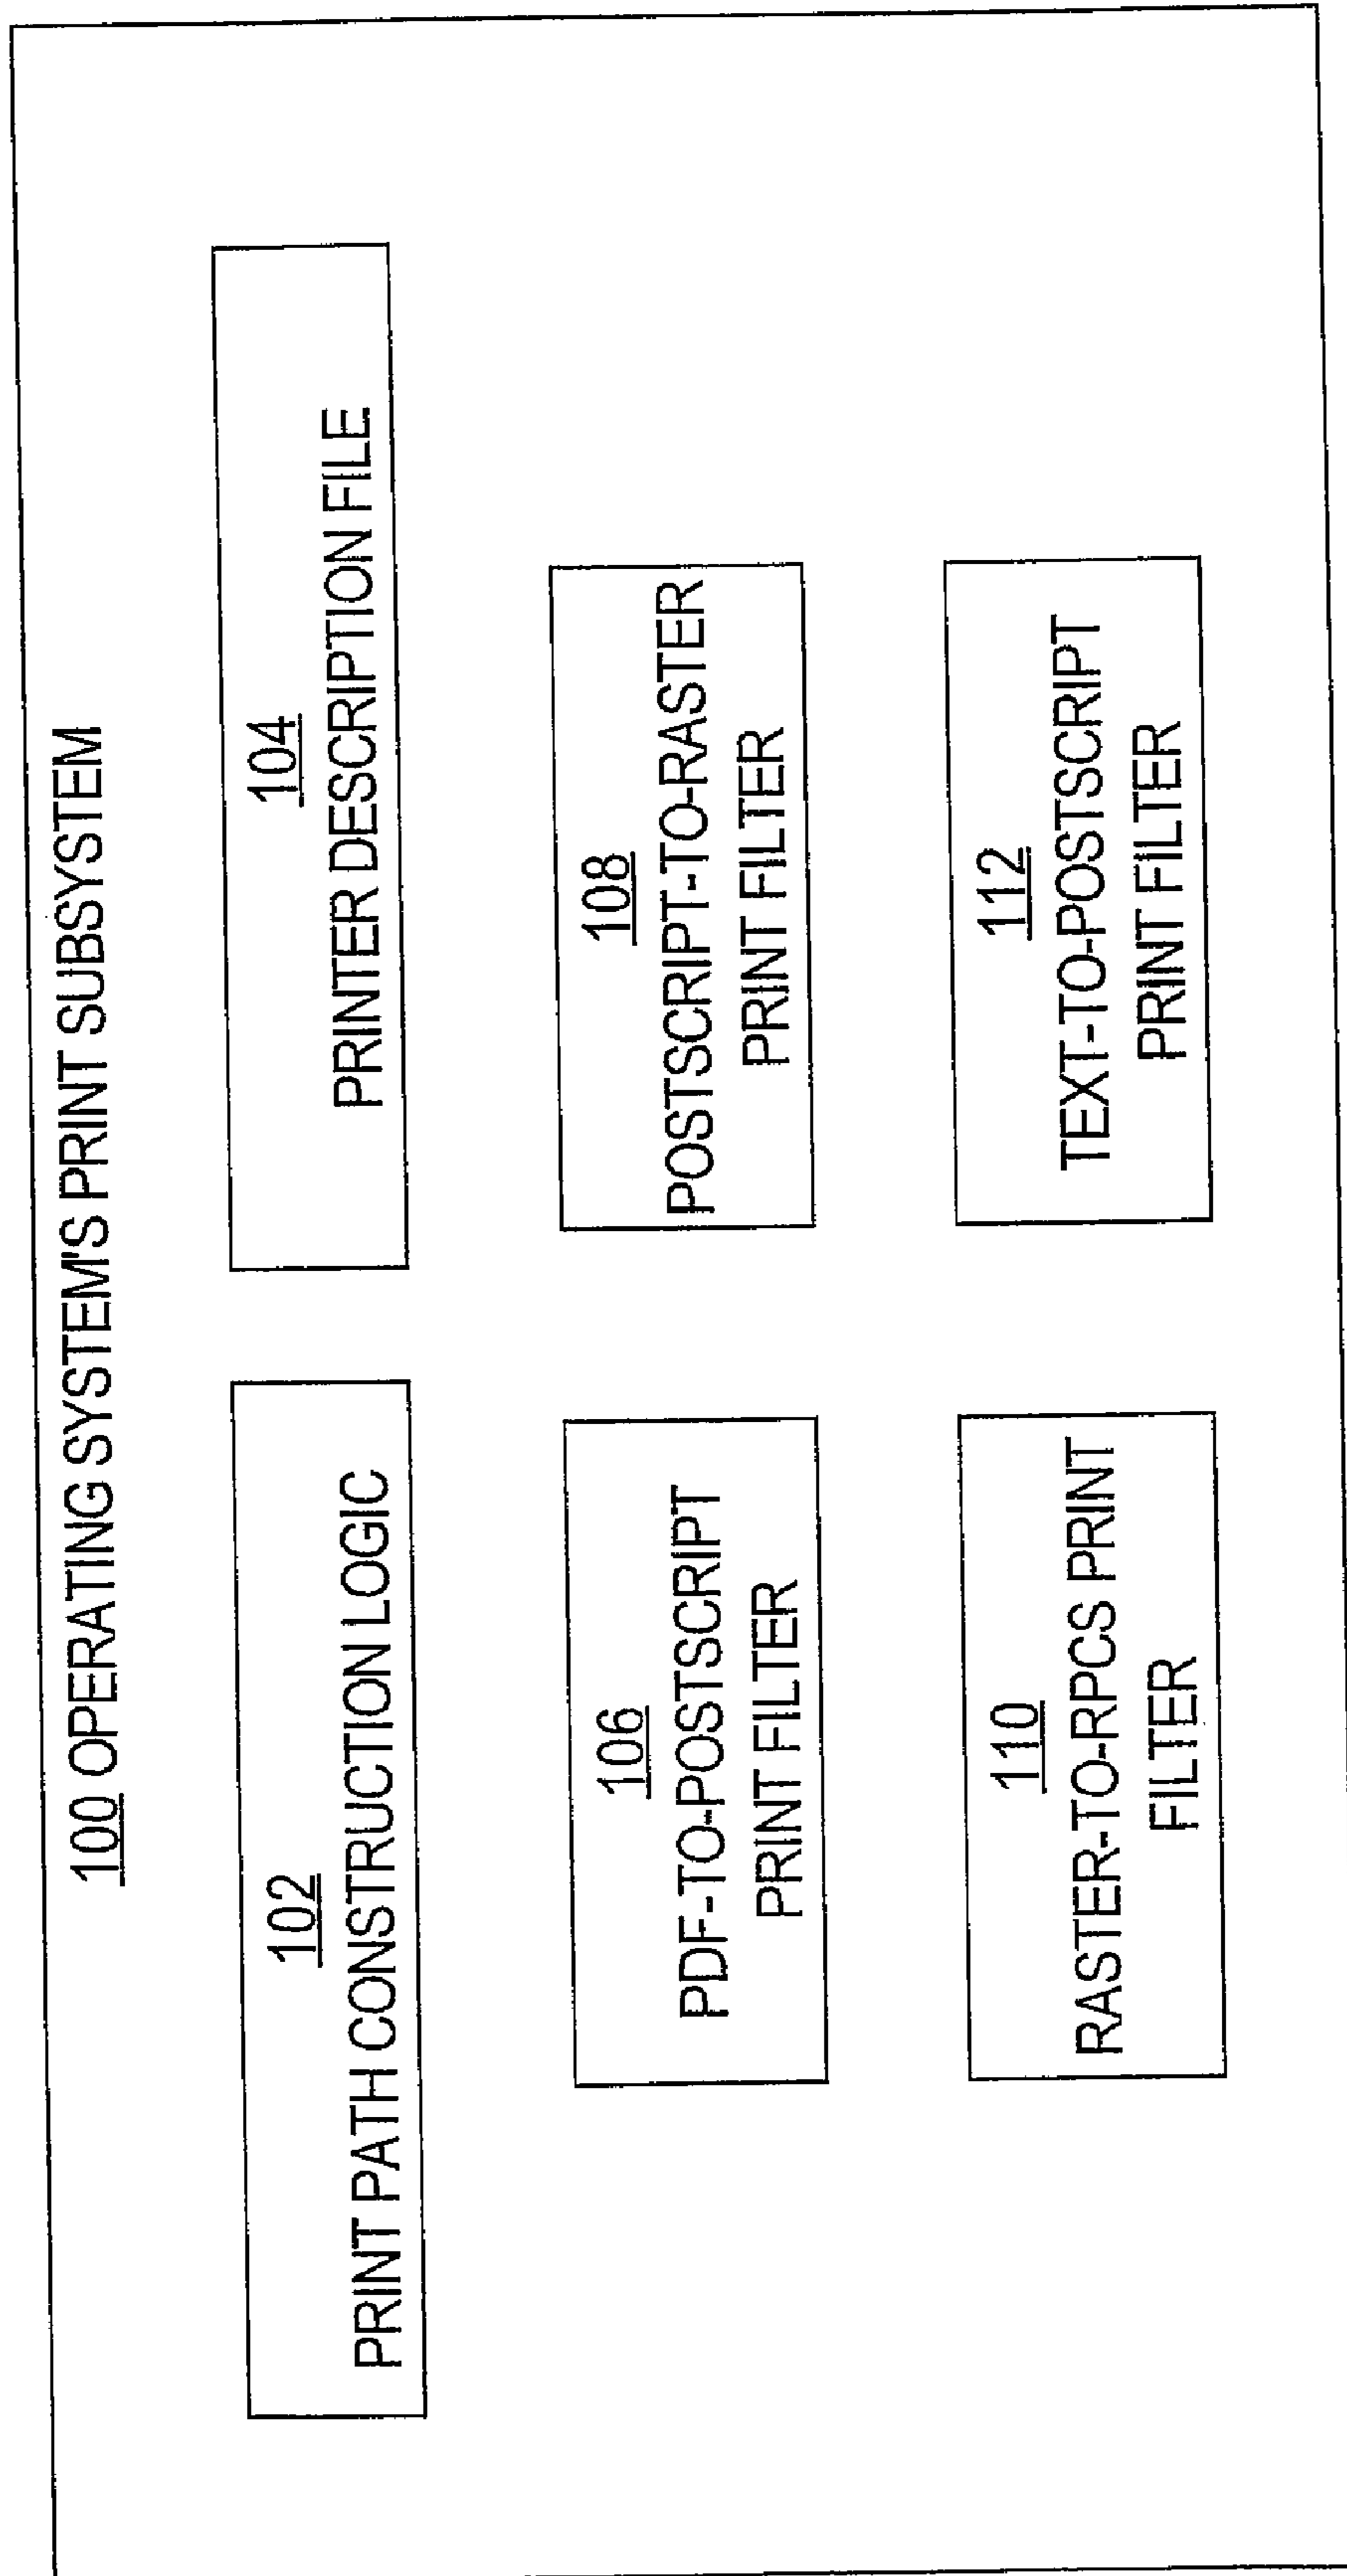 100 OPERATING SYSTEM'S PRINT SUBSYSTEM
102
PRINT PATH CONSTRUCTION LOGIC
104
PRINTER DESCRIPTION FILE
106
PDF-TO-POSTSCRIPT
PRINT FILTER
108
POSTSCRIPT-TO-RASTER
PRINT FILTER
110
RASTER-TO-RPCS PRINT
FILTER
112
TEXT-TO-POSTSCRIPT
PRINT FILTER